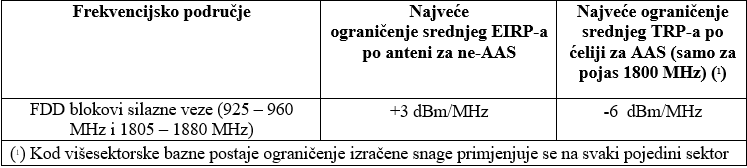 Frekvencijsko područje
Najveće
ograničenje srednjeg EIRP-a
po anteni za ne-AAS
Najveće ograničenje
srednjeg TRP-a po
ćeliji za AAS (samo za
pojas 1800 MHz) (¹)
FDD blokovi silazne veze (925 – 960
MHz i 1805 – 1880 MHz)
+3 dBm/MHz
-6 dBm/MHz
(¹) Kod višesektorske bazne postaje ograničenje izračene snage primjenjuje se na svaki pojedini sektor